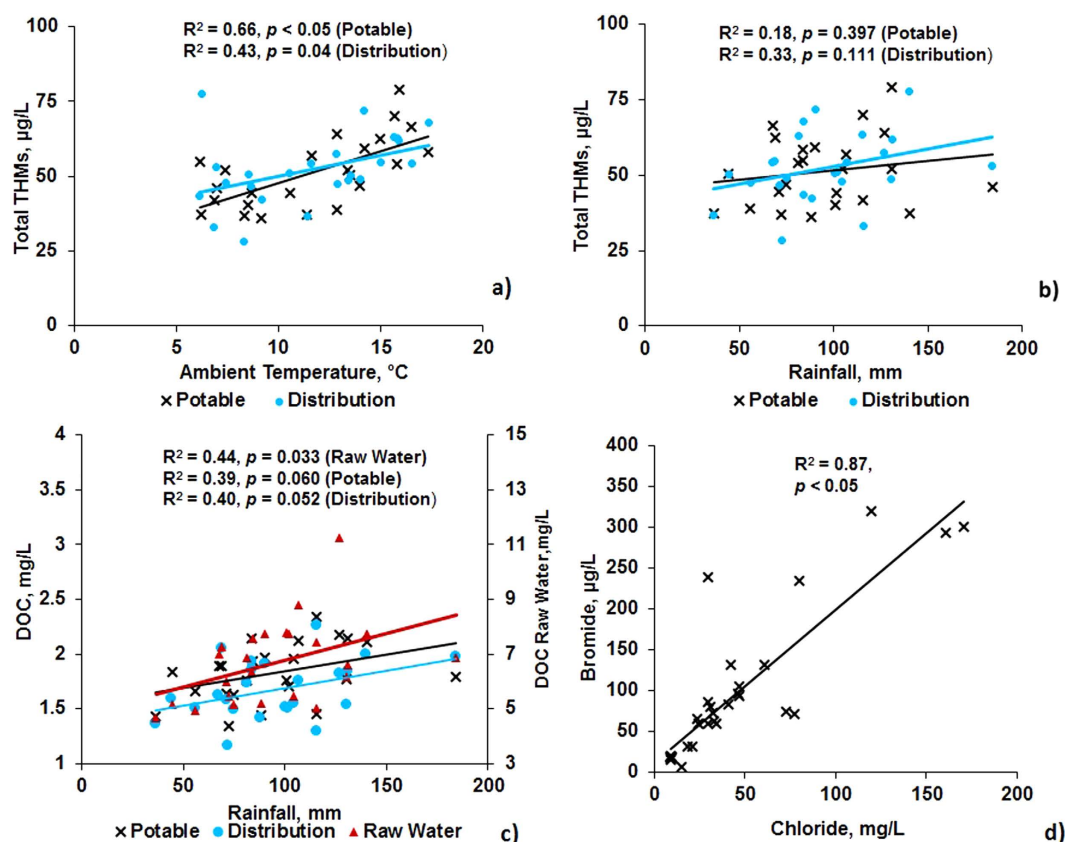 R² = 0.66, p < 0.05 (Potable)
R² = 0.43, p = 0.04 (Distribution)
100
75
50
25
0
Total THMs, µg/L
0
5
10
15
20
Ambient Temperature, °C
Potable
Distribution
a)
R² = 0.18, p = 0.397 (Potable)
R² = 0.33, p = 0.111 (Distribution)
100
75
50
25
0
Total THMs, µg/L
0
50
100
150
200
Rainfall, mm
Potable
Distribution
b)
R² = 0.44, p = 0.033 (Raw Water)
R² = 0.39, p = 0.060 (Potable)
R² = 0.40, p = 0.052 (Distribution)
4
3.5
3
2.5
2
1.5
1
DOC, mg/L
15
13
11
9
7
5
3
DOC Raw Water,mg/L
0
50
100
150
200
Rainfall, mm
Potable
Distribution
Raw Water
c)
R² = 0.87,
p < 0.05
400
350
300
250
200
150
100
50
0
Bromide, µg/L
0
50
100
150
200
Chloride, mg/L
d)